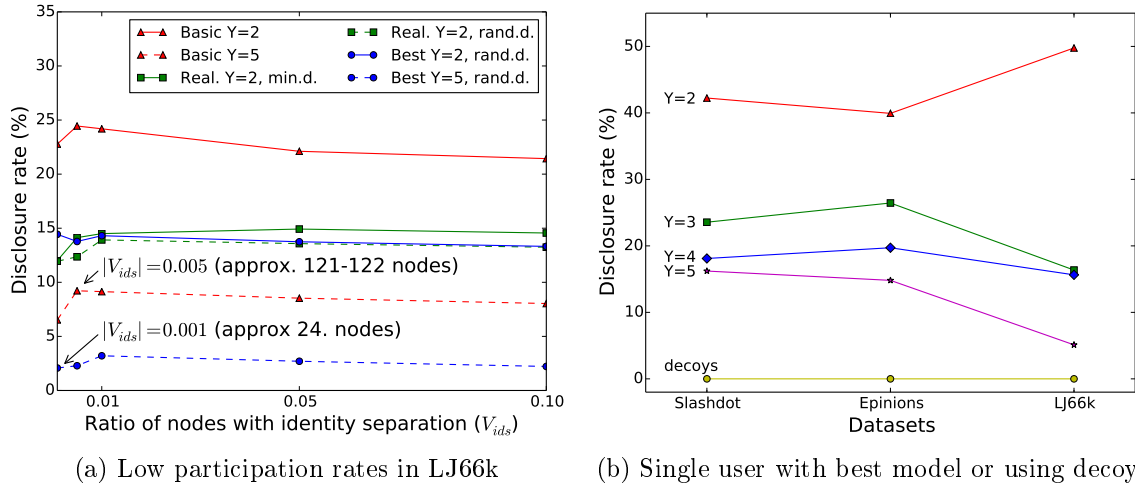 35
30
25
20
15
10
5
0
Disclosure rate (%)
Basic Y=2
Basic Y=5
Real. Y=2, min.d.
Real. Y=2, rand.d.
Best Y=2, rand.d.
Best Y=5, rand.d.
|V_ids|=0.005 (approx. 121-122 nodes)
|V_ids|=0.001 (approx 24. nodes)
0.01
0.05
0.10
Ratio of nodes with identity separation (V_ids)
(a) Low participation rates in LJ66k
50
40
30
20
10
0
Disclosure rate (%)
Y=2
Y=3
Y=4
Y=5
decoys
Slashdot
Epinions
LJ66k
Datasets
(b) Single user with best model or using decoy